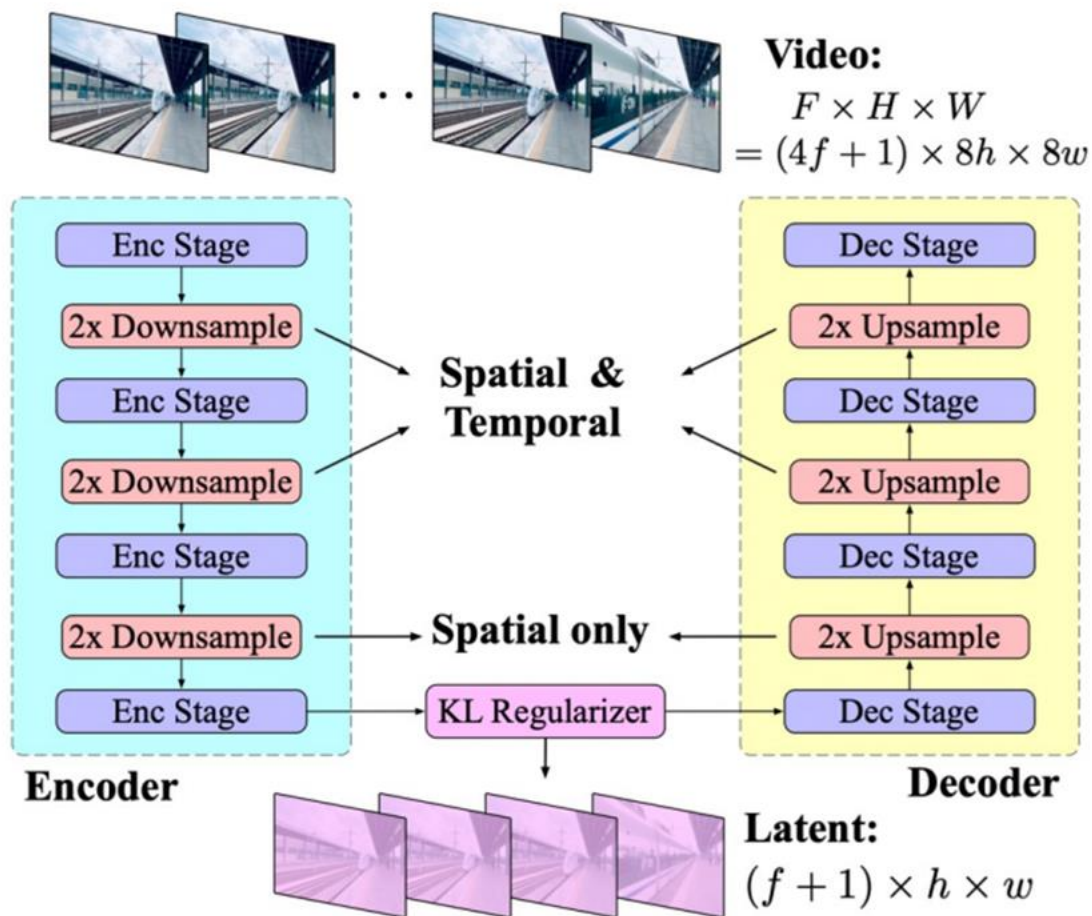 Video:
F × H × W
= (4f + 1) × 8h × 8w
Enc Stage
2x Downsample
Enc Stage
2x Downsample
Enc Stage
2x Downsample
Enc Stage
Encoder
Spatial &
Temporal
Spatial only
KL Regularizer
Dec Stage
2x Upsample
Dec Stage
2x Upsample
Dec Stage
2x Upsample
Dec Stage
Decoder
Latent:
(f + 1) × h × w